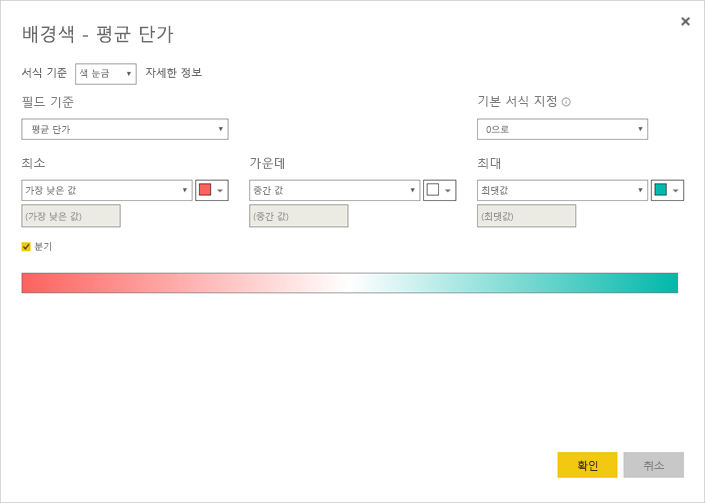 배경색 - 평균 단가
서식 기준 색 눈금 자세한 정보
필드 기준 기본 서식 지정
평균 단가 0으로
최소 가운데 최대
가장 낮은 값 중간 값 최댓값
(가장 낮은 값) (중간 값) (최댓값)
분기
확인 취소